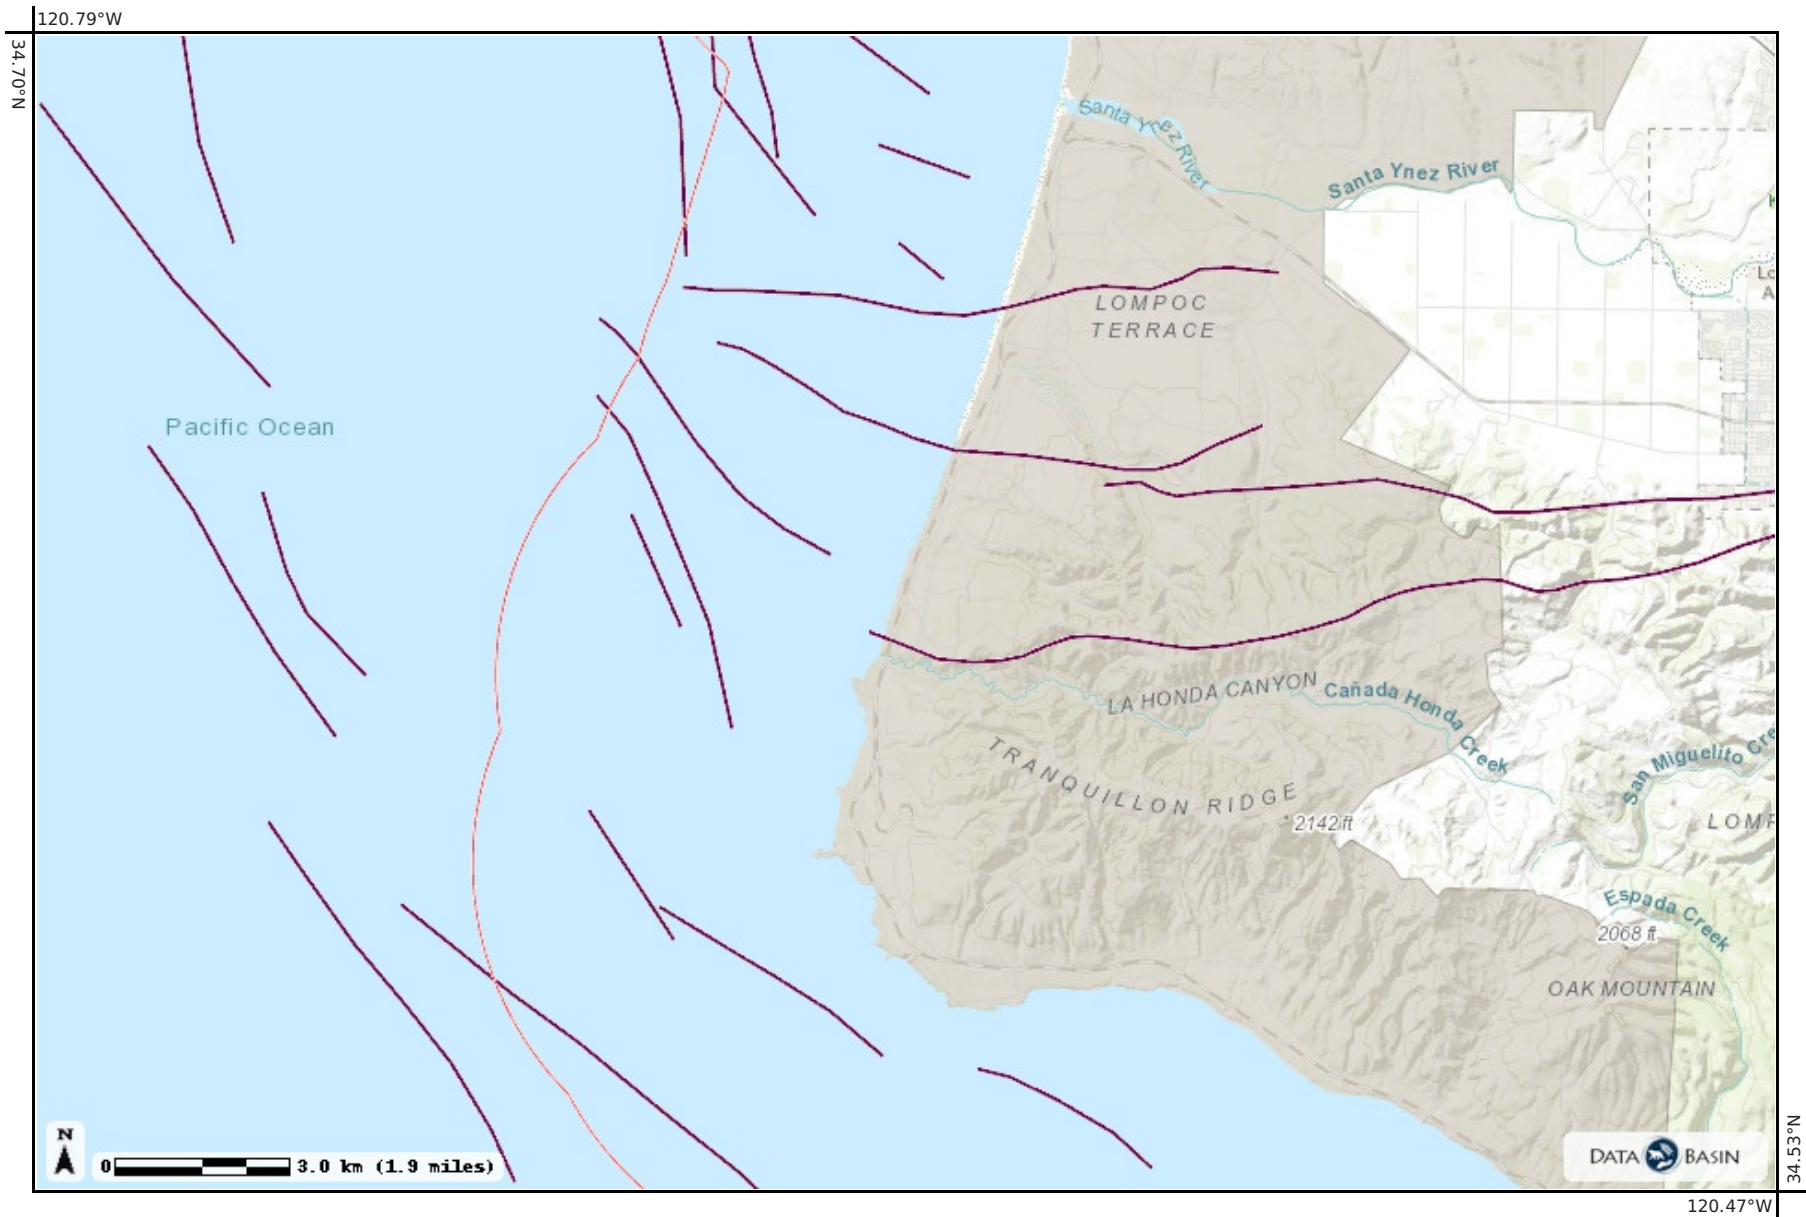 120.79°W
34.70°N
Santa Ynez River
Santa Ynez River
LOMPOC
TERRACE
Pacific Ocean
LA HONDA CANYON
Cañada Honda Creek
TRANQUILLON RIDGE
2142 ft
San Miguelito Cre
LOMP
Espada Creek
2068 ft
OAK MOUNTAIN
N
0 3.0 km (1.9 miles)
DATA BASIN
34.53°N
120.47°W